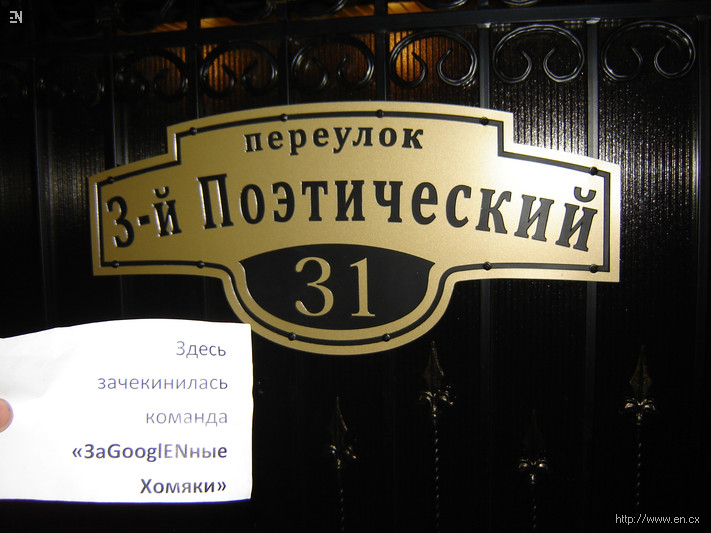 EN
переулок
3-й Поэтический
31
Здесь
зачекинилась
команда
«ЗаGooglENные
Хомяки»
http://www.en.cx